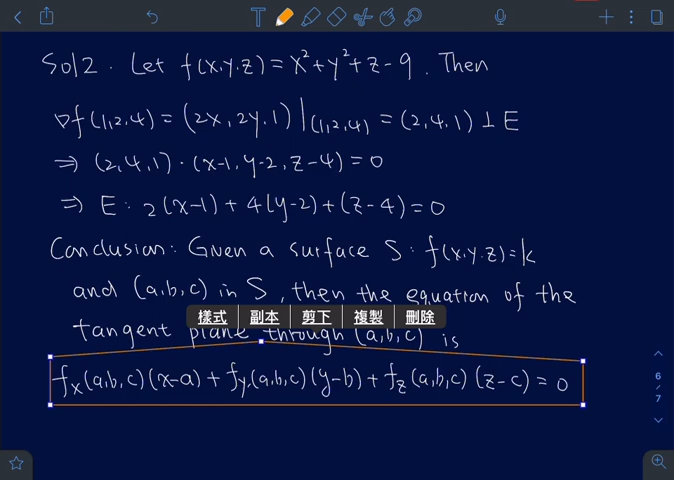 Sol 2. Let f(x,y,z) = x² + y² + z - 9. Then
∇f(1,2,4) = (2x, 2y, 1)|(1,2,4) = (2,4,1) ⊥ E
⇒ (2,4,1) · (x-1, y-2, z-4) = 0
⇒ E: 2(x-1) + 4(y-2) + (z-4) = 0
Conclusion: Given a surface S: f(x,y,z) = k
and (a,b,c) in S, then the equation of the
樣式 副本 剪下 複製 刪除
tangent plane through (a,b,c) is
fx(a,b,c)(x-a) + fy(a,b,c)(y-b) + fz(a,b,c)(z-c) = 0
6
/
7